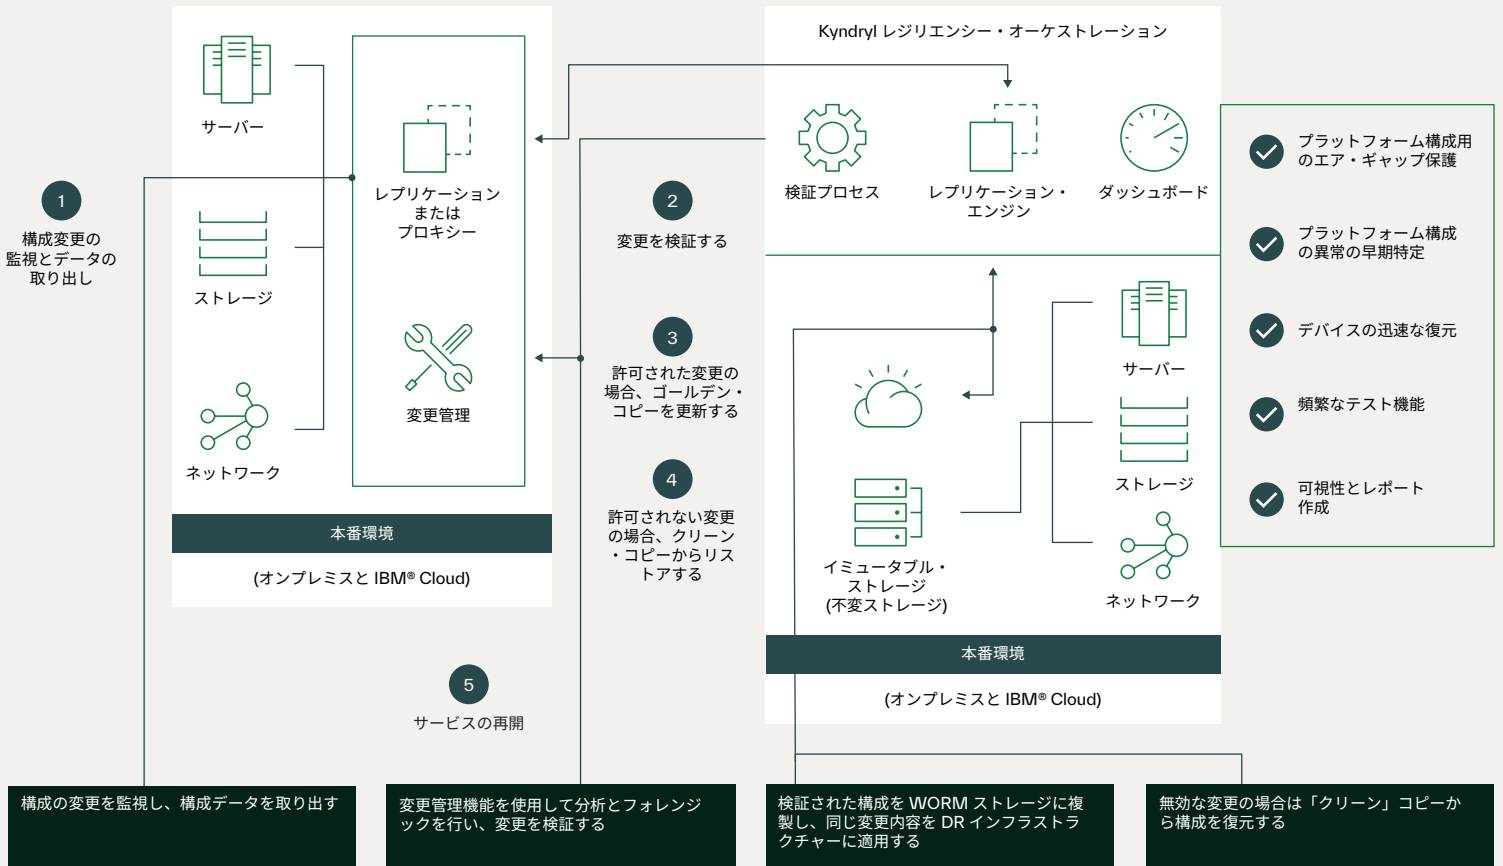 サーバー
ストレージ
ネットワーク
レプリケーション
または
プロキシー
変更管理
本番環境
(オンプレミスと IBM® Cloud)
1
構成変更の
監視とデータの
取り出し
2
変更を検証する
3
許可された変更の
場合、ゴールデン・
コピーを更新する
4
許可されない変更
の場合、クリーン
・コピーからリス
トアする
5
サービスの再開
Kyndryl レジリエンシー・オーケストレーション
検証プロセス
レプリケーション・
エンジン
ダッシュボード
サーバー
ストレージ
ネットワーク
イミュータブル・
ストレージ
(不変ストレージ)
本番環境
(オンプレミスと IBM® Cloud)
プラットフォーム構成用
のエア・ギャップ保護
プラットフォーム構成
の異常の早期特定
デバイスの迅速な復元
頻繁なテスト機能
可視性とレポート
作成
構成の変更を監視し、構成データを取り出す
変更管理機能を使用して分析とフォレンジ
ックを行い、変更を検証する
検証された構成を WORM ストレージに複
製し、同じ変更内容を DR インフラストラ
クチャーに適用する
無効な変更の場合は「クリーン」コピーか
ら構成を復元する